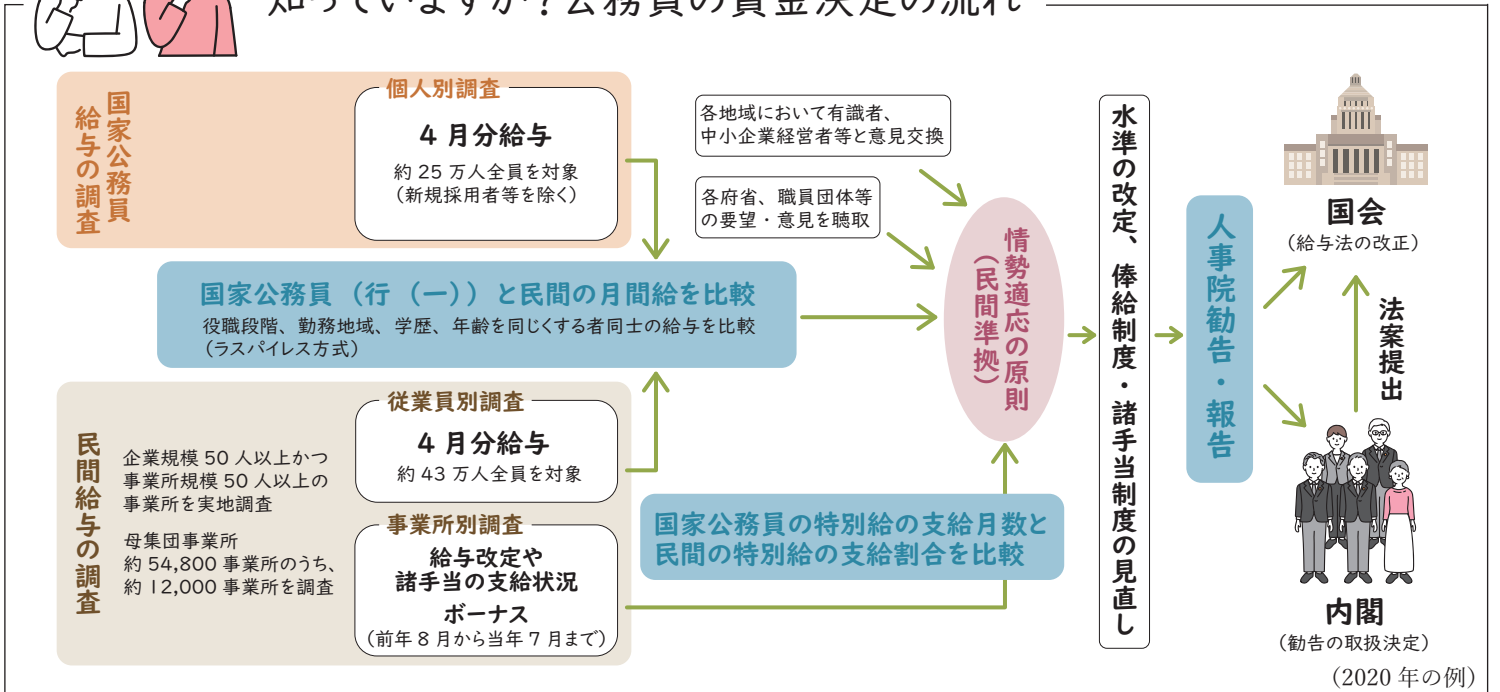 知っていますか？公務員の賃金決定の流れ
国家公務員
給与の調査
個人別調査
4 月分給与
約 25 万人全員を対象
（新規採用者等を除く）
各地域において有識者、
中小企業経営者等と意見交換
各府省、職員団体等
の要望・意見を聴取
国家公務員（行（一））と民間の月間給を比較
役職段階、勤務地域、学歴、年齢を同じくする者同士の給与を比較
（ラスパイレス方式）
民間給与の調査
企業規模 50 人以上かつ
事業所規模 50 人以上の
事業所を実地調査
母集団事業所
約 54,800 事業所のうち、
約 12,000 事業所を調査
従業員別調査
4 月分給与
約 43 万人全員を対象
事業所別調査
給与改定や
諸手当の支給状況
ボーナス
（前年 8 月から当年 7 月まで）
国家公務員の特別給の支給月数と
民間の特別給の支給割合を比較
情勢適応の原則
（民間準拠）
水準の改定、俸給制度・諸手当制度の見直し
人事院勧告・報告
国会
（給与法の改正）
法案提出
内閣
（勧告の取扱決定）
（2020 年の例）